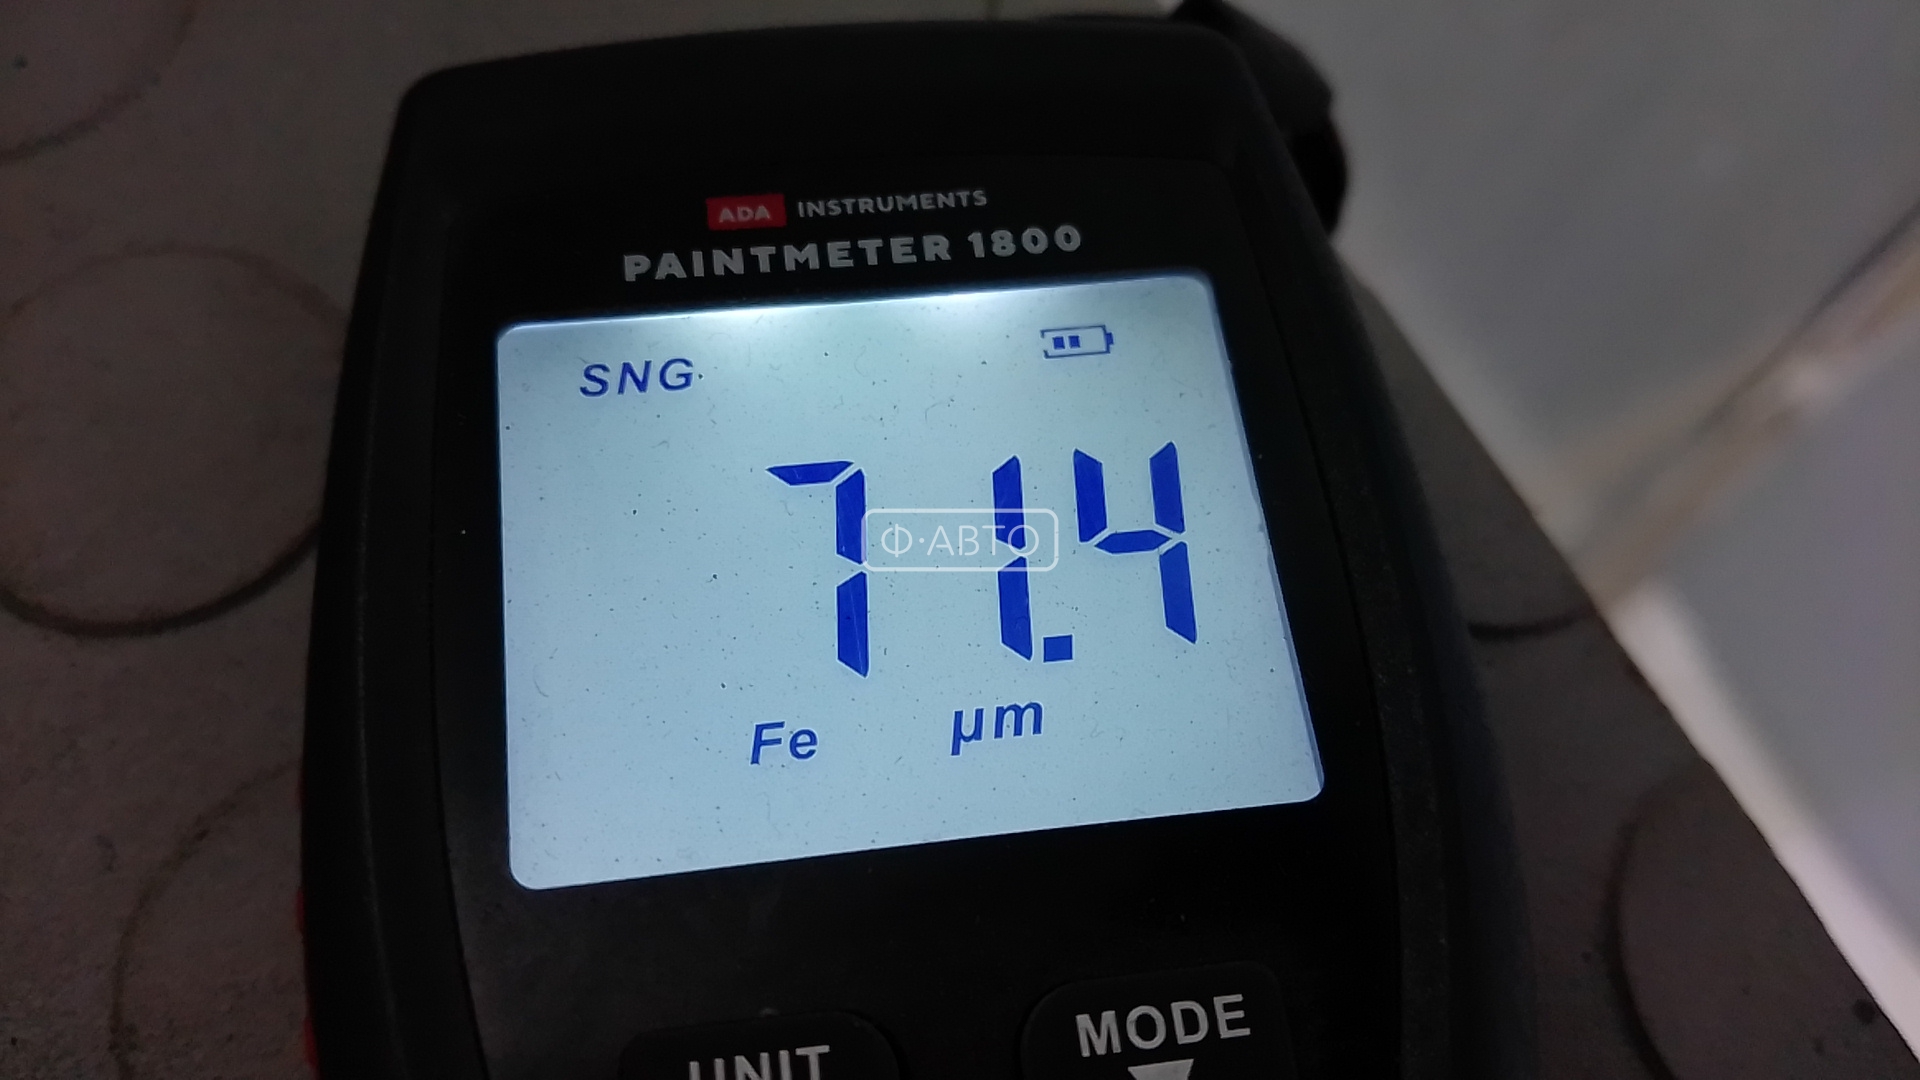 ADA INSTRUMENTS
PAINTMETER 1800
SNG
71.4
Ф·АВТО
Fe µm
UNIT
MODE